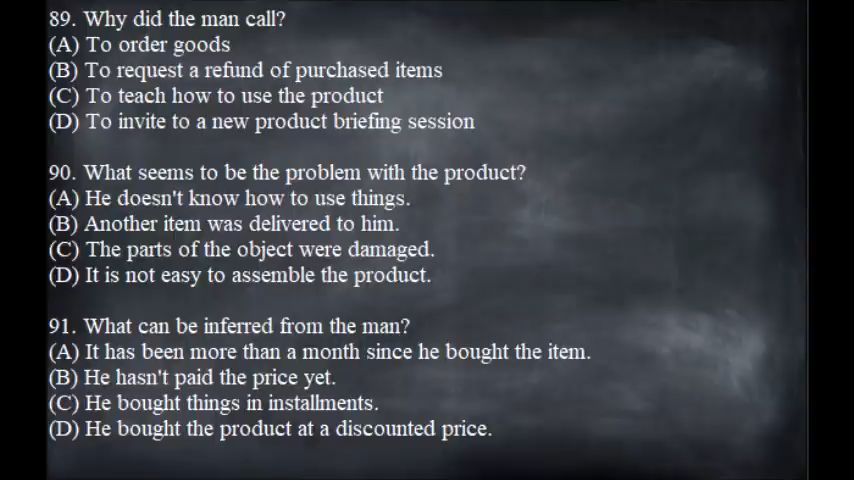 89. Why did the man call?
(A) To order goods
(B) To request a refund of purchased items
(C) To teach how to use the product
(D) To invite to a new product briefing session
90. What seems to be the problem with the product?
(A) He doesn't know how to use things.
(B) Another item was delivered to him.
(C) The parts of the object were damaged.
(D) It is not easy to assemble the product.
91. What can be inferred from the man?
(A) It has been more than a month since he bought the item.
(B) He hasn't paid the price yet.
(C) He bought things in installments.
(D) He bought the product at a discounted price.